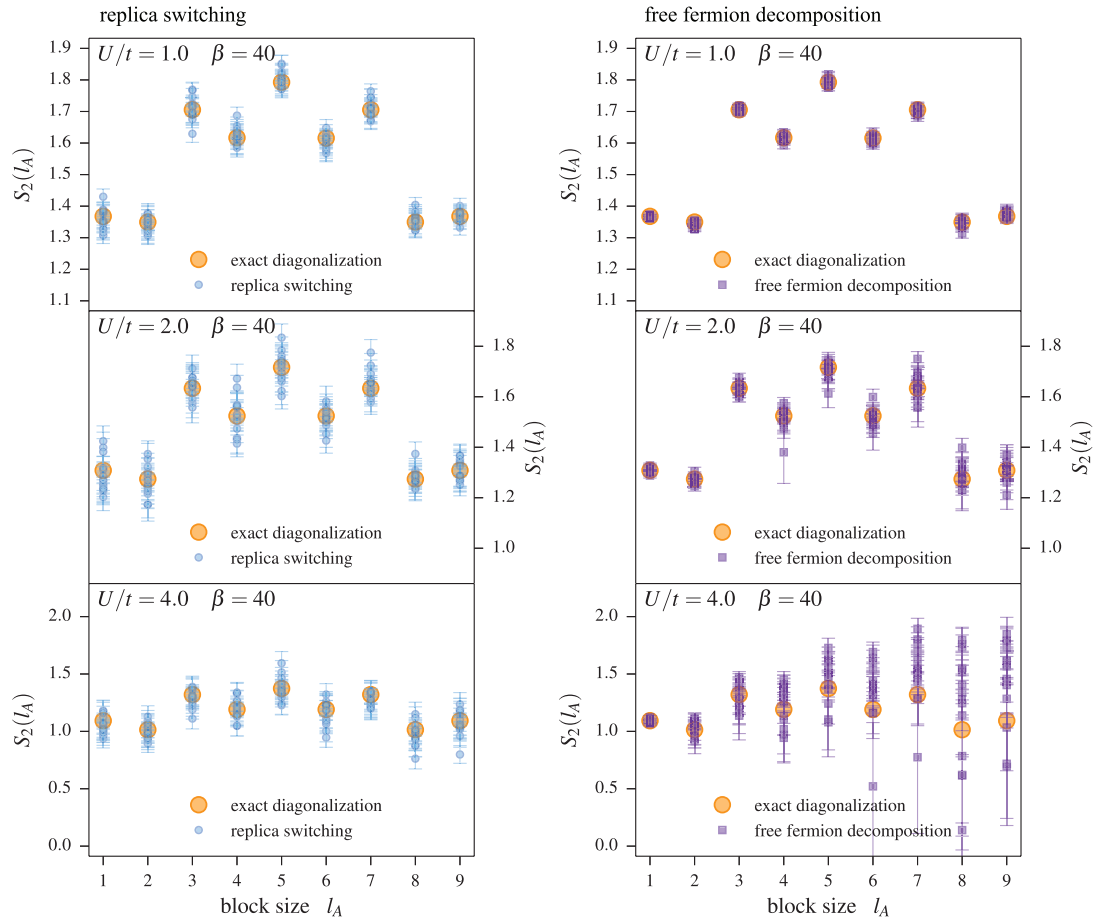 replica switching
U/t = 1.0 β = 40
1.9
1.8
1.7
1.6
1.5
1.4
1.3
1.2
1.1
S₂(l_A)
exact diagonalization
replica switching
U/t = 2.0 β = 40
1.8
1.6
1.4
1.2
1.0
S₂(l_A)
exact diagonalization
replica switching
U/t = 4.0 β = 40
2.0
1.5
1.0
0.5
0.0
S₂(l_A)
exact diagonalization
replica switching
1 2 3 4 5 6 7 8 9
block size l_A
free fermion decomposition
U/t = 1.0 β = 40
1.9
1.8
1.7
1.6
1.5
1.4
1.3
1.2
1.1
S₂(l_A)
exact diagonalization
free fermion decomposition
U/t = 2.0 β = 40
1.8
1.6
1.4
1.2
1.0
S₂(l_A)
exact diagonalization
free fermion decomposition
U/t = 4.0 β = 40
2.0
1.5
1.0
0.5
0.0
S₂(l_A)
exact diagonalization
free fermion decomposition
1 2 3 4 5 6 7 8 9
block size l_A